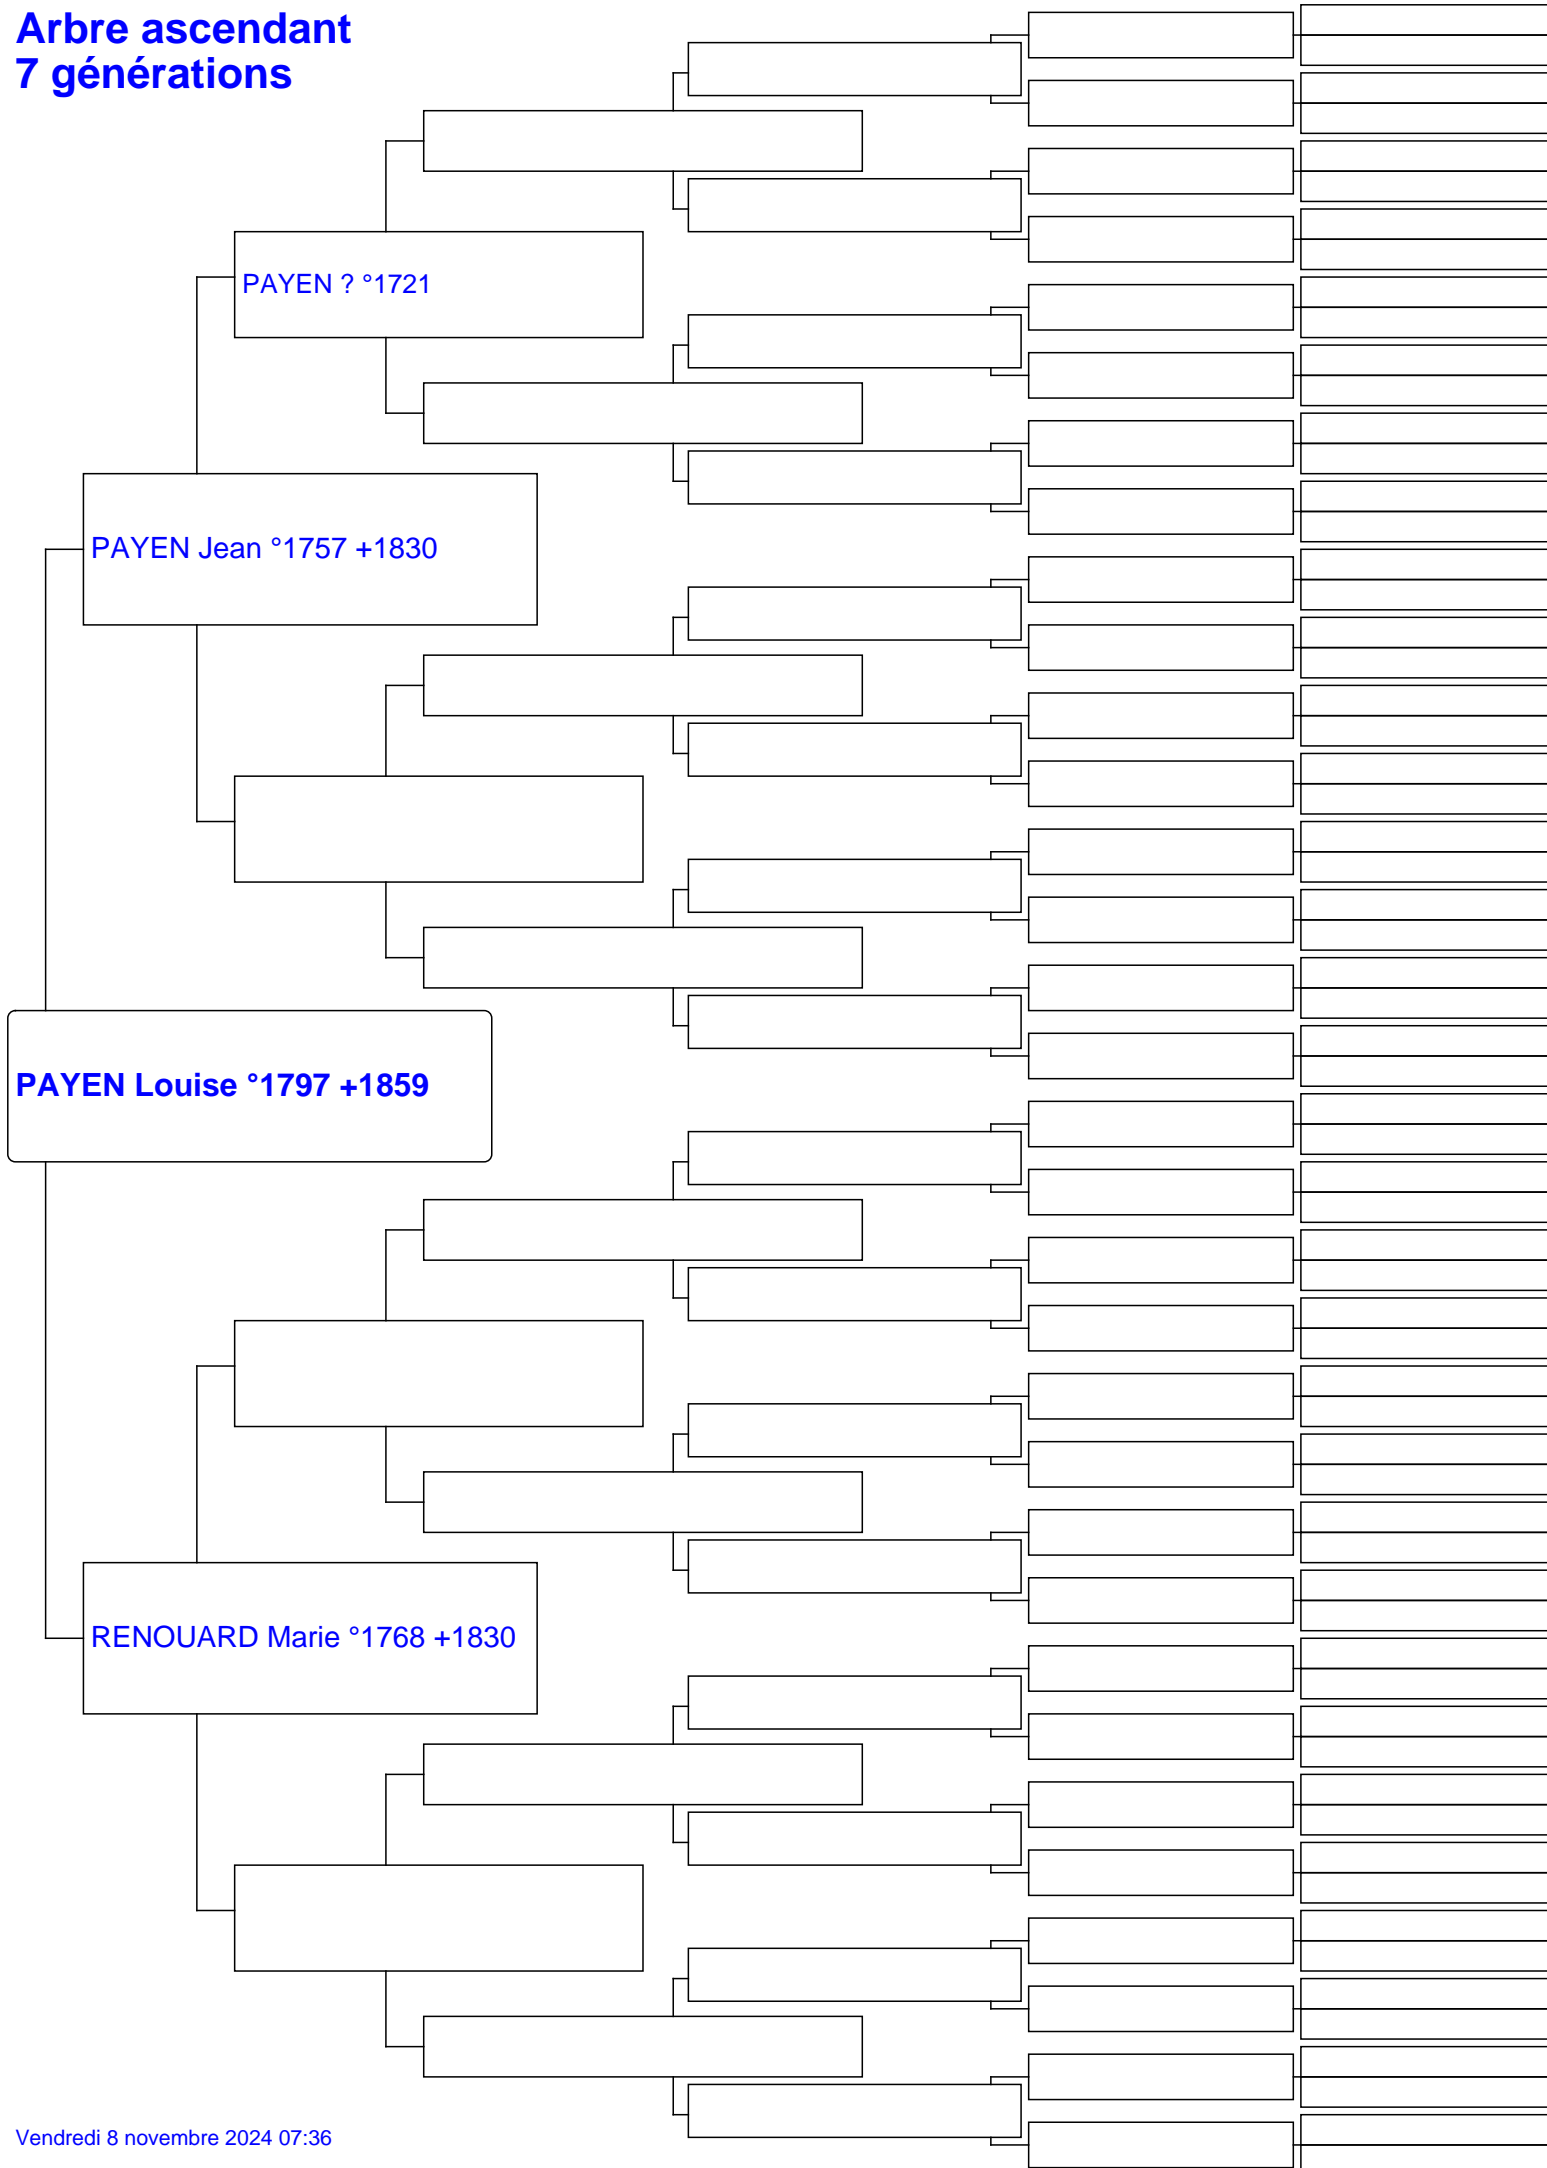 Arbre ascendant
7 générations
PAYEN ? °1721
PAYEN Jean °1757 +1830
PAYEN Louise °1797 +1859
RENOUARD Marie °1768 +1830
Vendredi 8 novembre 2024 07:36